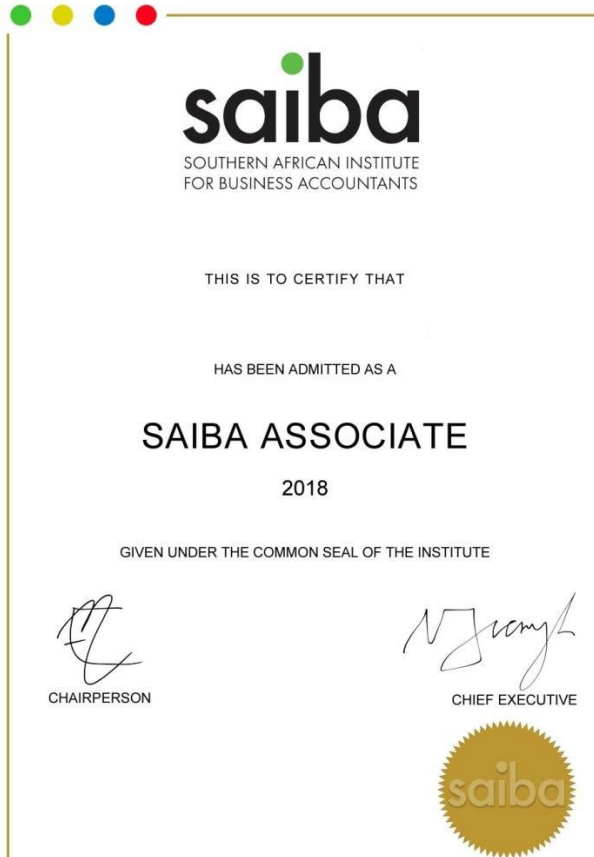 saiba
SOUTHERN AFRICAN INSTITUTE
FOR BUSINESS ACCOUNTANTS
THIS IS TO CERTIFY THAT
HAS BEEN ADMITTED AS A
SAIBA ASSOCIATE
2018
GIVEN UNDER THE COMMON SEAL OF THE INSTITUTE
CHAIRPERSON
CHIEF EXECUTIVE
saiba